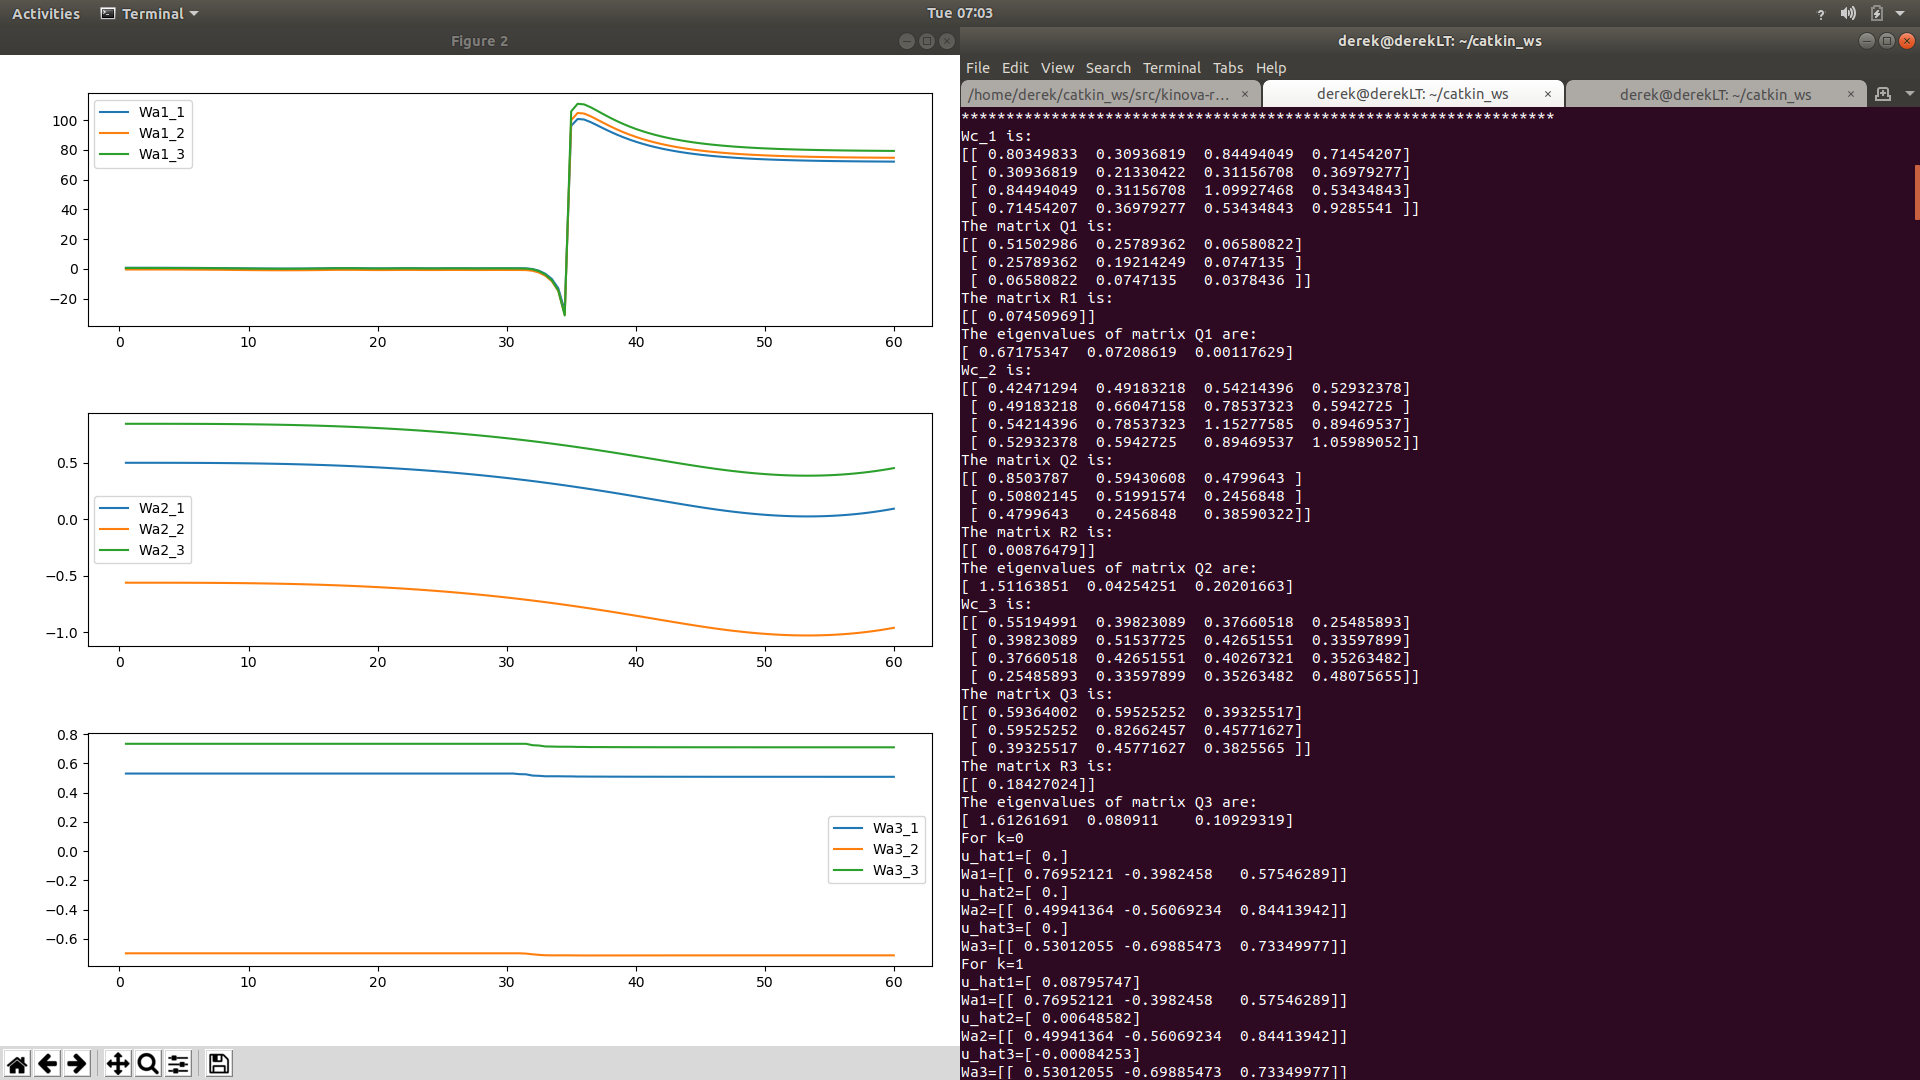 Activities Terminal Tue 07:03
Figure 2
Wa1_1
Wa1_2
Wa1_3
100
80
60
40
20
0
−20
0 10 20 30 40 50 60
Wa2_1
Wa2_2
Wa2_3
0.5
0.0
−0.5
−1.0
0 10 20 30 40 50 60
Wa3_1
Wa3_2
Wa3_3
0.8
0.6
0.4
0.2
0.0
−0.2
−0.4
−0.6
0 10 20 30 40 50 60
derek@derekLT: ~/catkin_ws
File Edit View Search Terminal Tabs Help
/home/derek/catkin_ws/src/kinova-r... × derek@derekLT: ~/catkin_ws × derek@derekLT: ~/catkin_ws ×
******************************************************************
Wc_1 is:
[[ 0.80349833  0.30936819  0.84494049  0.71454207]
[ 0.30936819  0.21330422  0.31156708  0.36979277]
[ 0.84494049  0.31156708  1.09927468  0.53434843]
[ 0.71454207  0.36979277  0.53434843  0.9285541 ]]
The matrix Q1 is:
[[ 0.51502986  0.25789362  0.06580822]
[ 0.25789362  0.19214249  0.0747135 ]
[ 0.06580822  0.0747135   0.0378436 ]]
The matrix R1 is:
[[ 0.07450969]]
The eigenvalues of matrix Q1 are:
[ 0.67175347  0.07208619  0.00117629]
Wc_2 is:
[[ 0.42471294  0.49183218  0.54214396  0.52932378]
[ 0.49183218  0.66047158  0.78537323  0.5942725 ]
[ 0.54214396  0.78537323  1.15277585  0.89469537]
[ 0.52932378  0.5942725   0.89469537  1.05989052]]
The matrix Q2 is:
[[ 0.8503787   0.59430608  0.4799643 ]
[ 0.50802145  0.51991574  0.2456848 ]
[ 0.4799643   0.2456848   0.38590322]]
The matrix R2 is:
[[ 0.00876479]]
The eigenvalues of matrix Q2 are:
[ 1.51163851  0.04254251  0.20201663]
Wc_3 is:
[[ 0.55194991  0.39823089  0.37660518  0.25485893]
[ 0.39823089  0.51537725  0.42651551  0.33597899]
[ 0.37660518  0.42651551  0.40267321  0.35263482]
[ 0.25485893  0.33597899  0.35263482  0.48075655]]
The matrix Q3 is:
[[ 0.59364002  0.59525252  0.39325517]
[ 0.59525252  0.82662457  0.45771627]
[ 0.39325517  0.45771627  0.3825565 ]]
The matrix R3 is:
[[ 0.18427024]]
The eigenvalues of matrix Q3 are:
[ 1.61261691  0.080911    0.10929319]
For k=0
u_hat1=[ 0.]
Wa1=[[ 0.76952121 -0.3982458   0.57546289]]
u_hat2=[ 0.]
Wa2=[[ 0.49941364 -0.56069234  0.84413942]]
u_hat3=[ 0.]
Wa3=[[ 0.53012055 -0.69885473  0.73349977]]
For k=1
u_hat1=[ 0.08795747]
Wa1=[[ 0.76952121 -0.3982458   0.57546289]]
u_hat2=[ 0.00648582]
Wa2=[[ 0.49941364 -0.56069234  0.84413942]]
u_hat3=[-0.00084253]
Wa3=[[ 0.53012055 -0.69885473  0.73349977]]